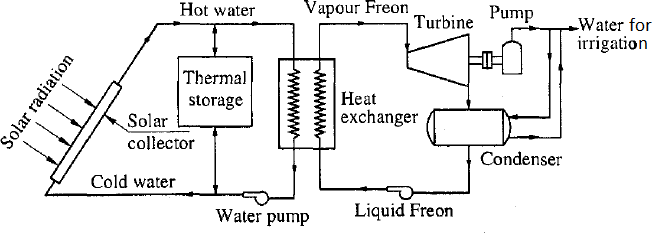 Hot water
Vapour Freon
Turbine
Pump
Water for
irrigation
Solar radiation
Thermal
storage
Solar
collector
Heat
exchanger
Condenser
Cold water
Water pump
Liquid Freon